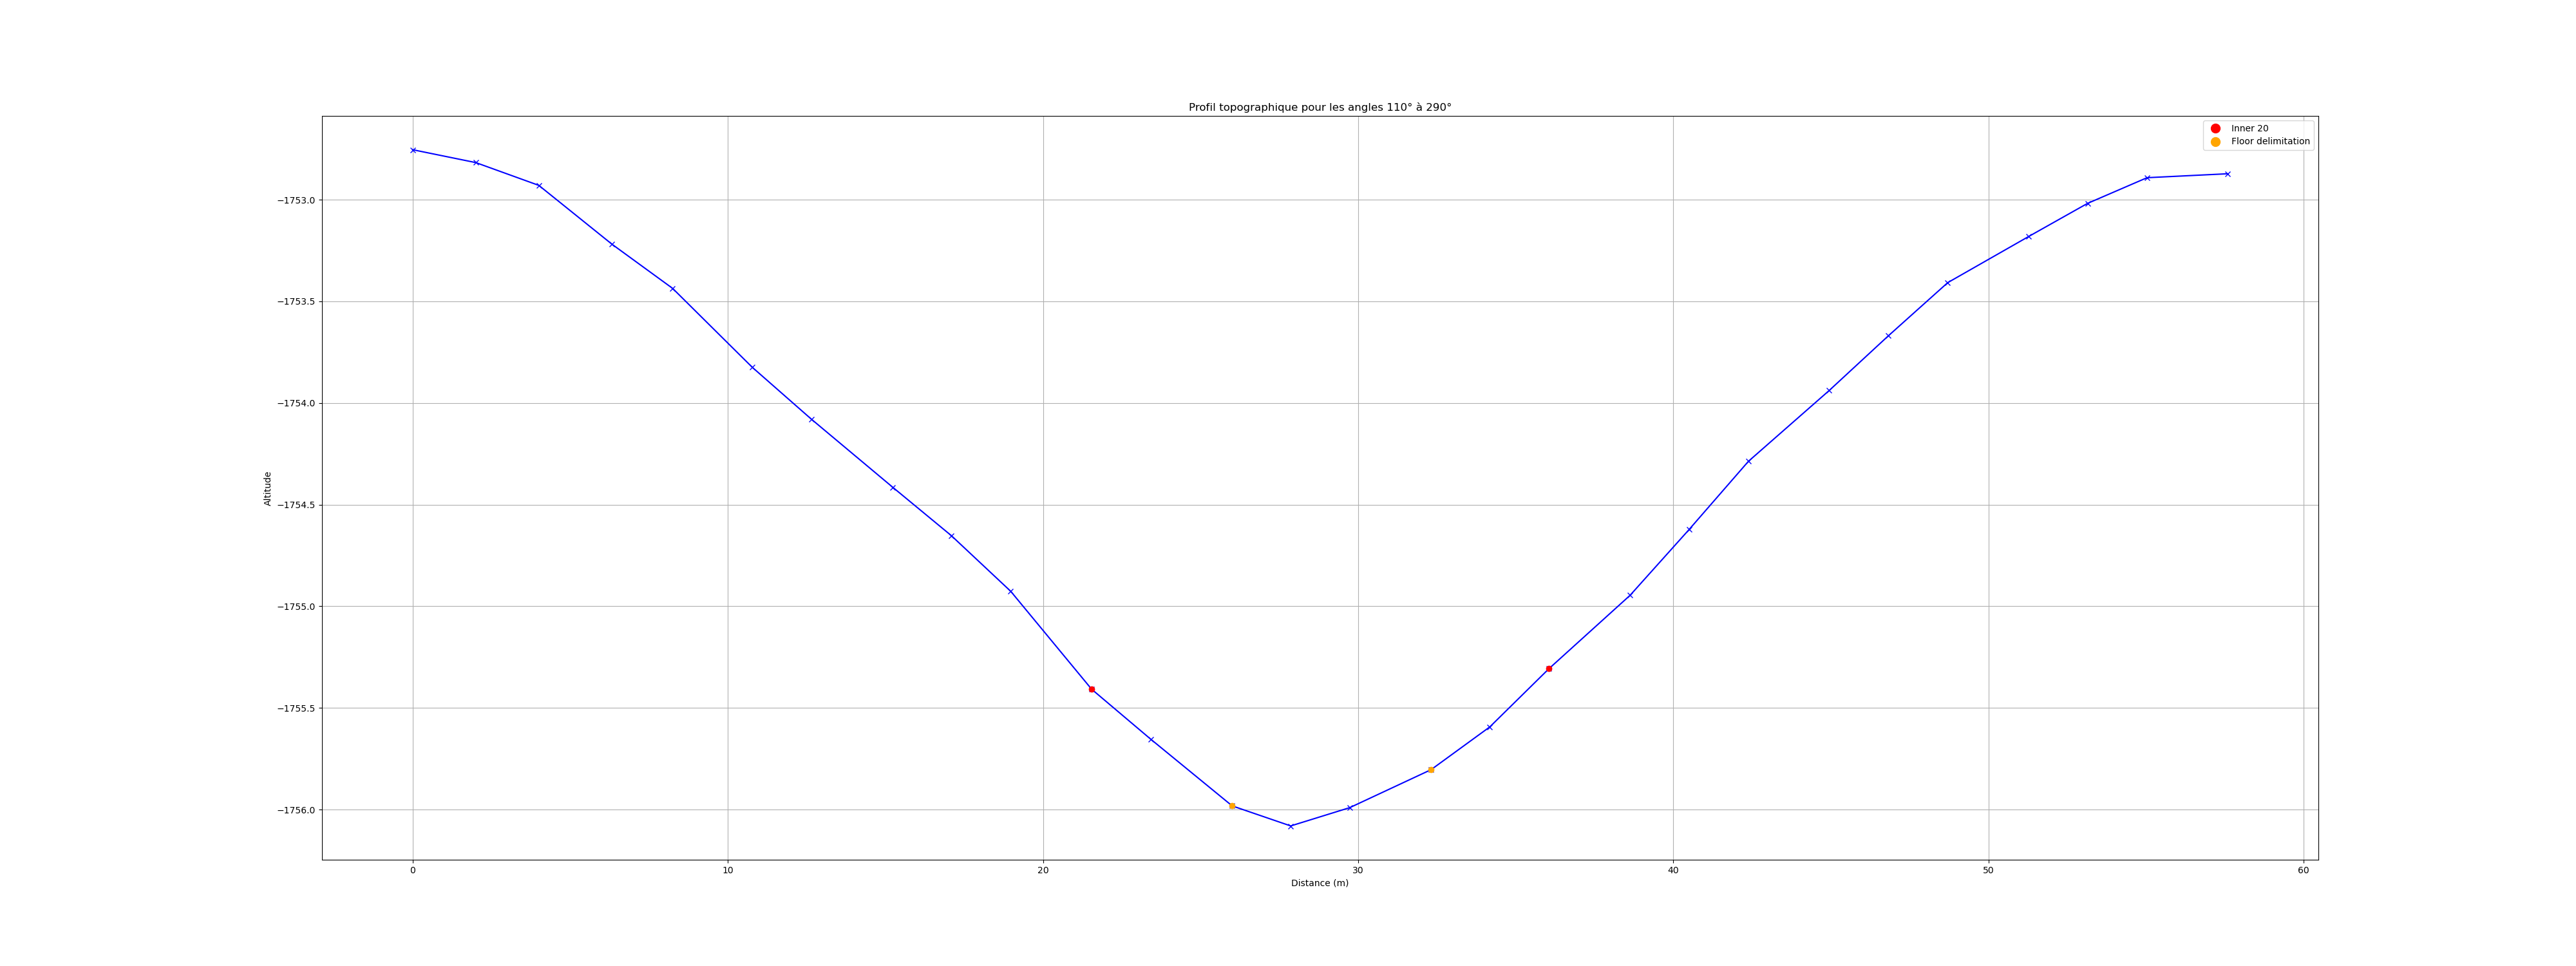 Profil topographique pour les angles 110° à 290°
Inner 20
Floor delimitation
−1753.0
−1753.5
−1754.0
−1754.5
−1755.0
−1755.5
−1756.0
Altitude
0 10 20 30 40 50 60
Distance (m)